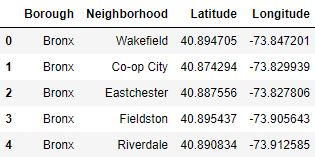 Borough Neighborhood Latitude Longitude
0 Bronx Wakefield 40.894705 -73.847201
1 Bronx Co-op City 40.874294 -73.829939
2 Bronx Eastchester 40.887556 -73.827806
3 Bronx Fieldston 40.895437 -73.905643
4 Bronx Riverdale 40.890834 -73.912585